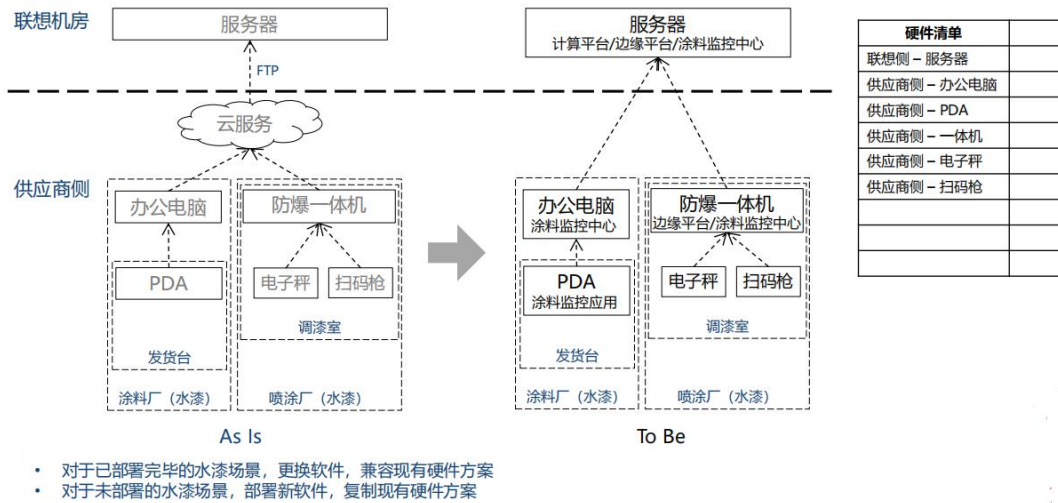 联想机房
服务器
FTP
云服务
供应商侧
办公电脑
防爆一体机
PDA
电子秤
扫码枪
调漆室
发货台
涂料厂（水漆）
喷涂厂（水漆）
As Is
服务器
计算平台/边缘平台/涂料监控中心
办公电脑
涂料监控中心
防爆一体机
边缘平台/涂料监控中心
PDA
涂料监控应用
电子秤
扫码枪
调漆室
发货台
涂料厂（水漆）
喷涂厂（水漆）
To Be
硬件清单
联想侧 – 服务器
供应商侧 – 办公电脑
供应商侧 – PDA
供应商侧 – 一体机
供应商侧 – 电子秤
供应商侧 – 扫码枪
• 对于已部署完毕的水漆场景，更换软件，兼容现有硬件方案
• 对于未部署的水漆场景，部署新软件，复制现有硬件方案